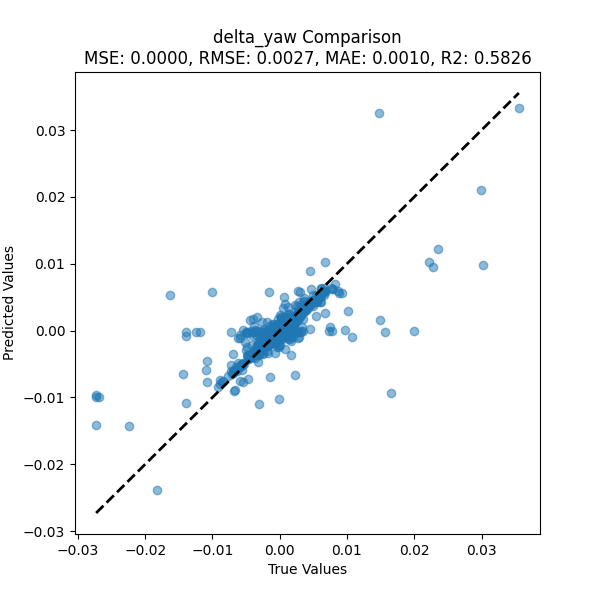 delta_yaw Comparison
MSE: 0.0000, RMSE: 0.0027, MAE: 0.0010, R2: 0.5826
Predicted Values
0.03
0.02
0.01
0.00
−0.01
−0.02
−0.03
−0.03 −0.02 −0.01 0.00 0.01 0.02 0.03
True Values